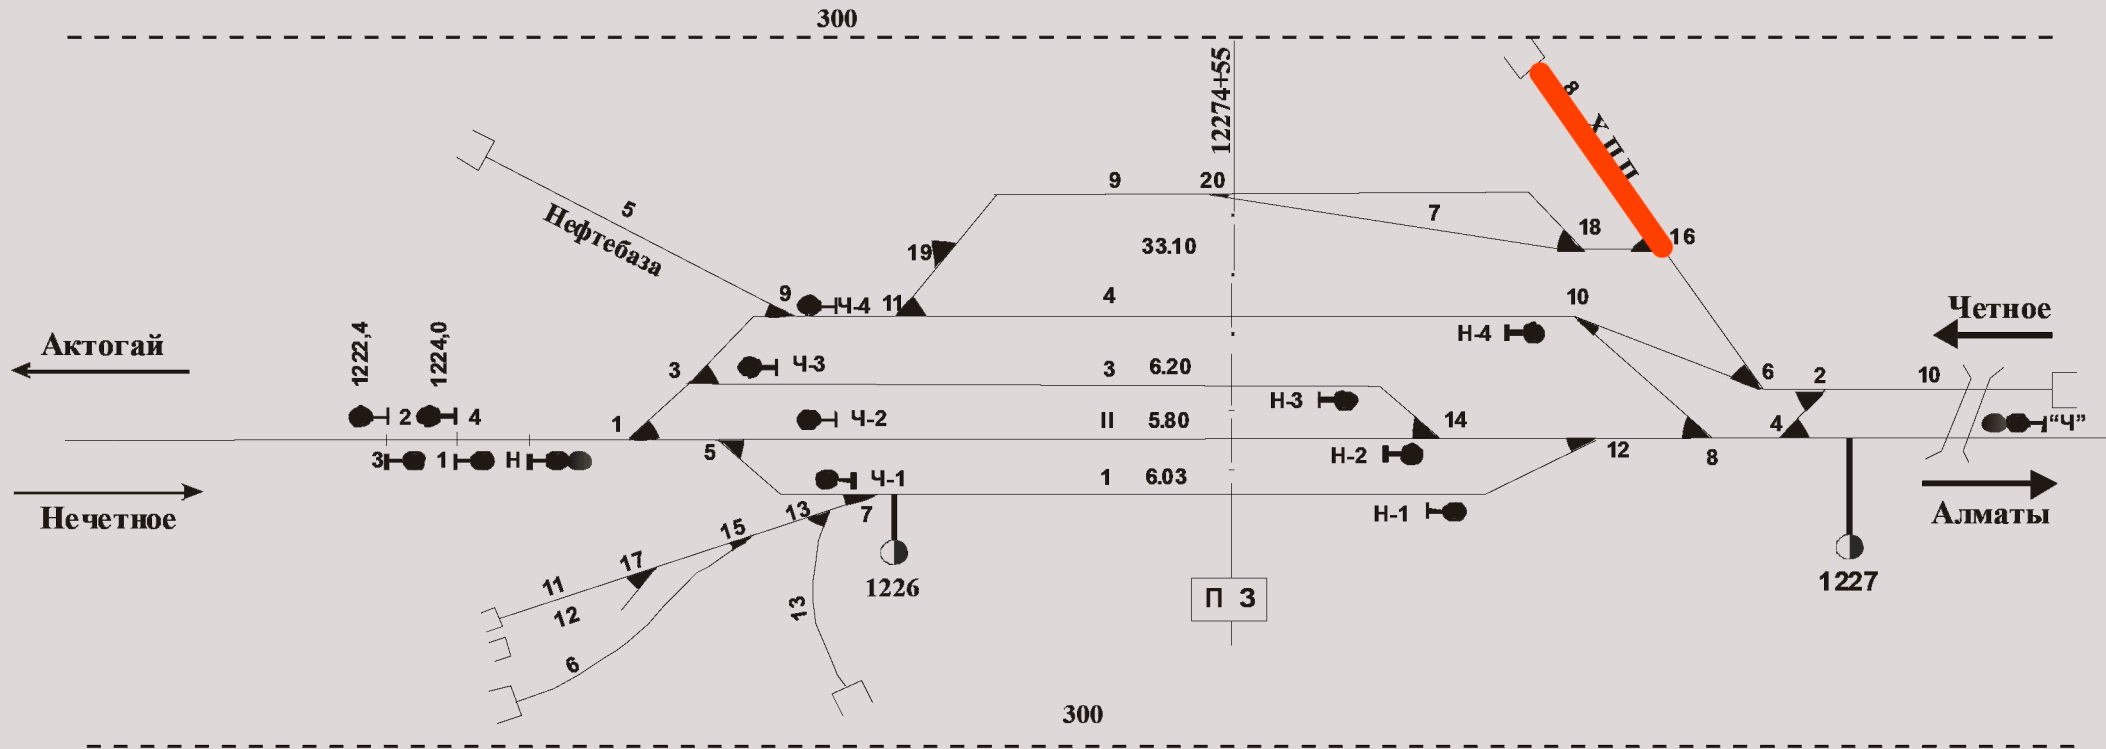 300
12274+55
8
ХПП
9
20
5
Нефтебаза
7
18
16
19
33.10
9
Ч-4
11
4
10
Н-4
Четное
Актогай
1222,4
1224,0
3
Ч-3
3
6.20
6
2
10
Н-3
2
4
1
Ч-2
II
5.80
14
4
"Ч"
3
1
Н
5
Н-2
12
8
Нечетное
Ч-1
1
6.03
13
7
Н-1
Алматы
15
17
11
12
1226
13
П З
1227
6
300